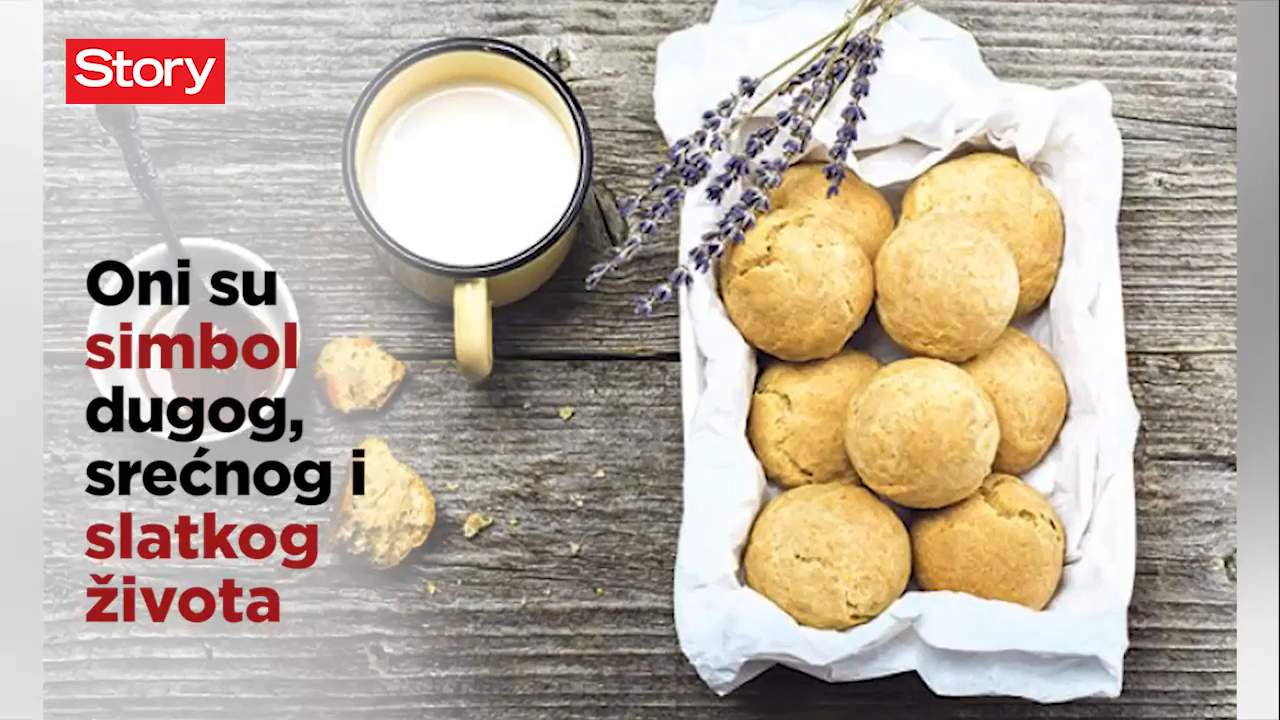 Story
Oni su
simbol
dugog,
srećnog i
slatkog
života